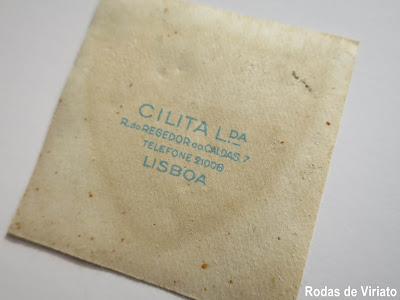 CILITA L.DA
R. do REGEDOR ao CALDAS, 7
TELEFONE 21008
LISBOA
Rodas de Viriato